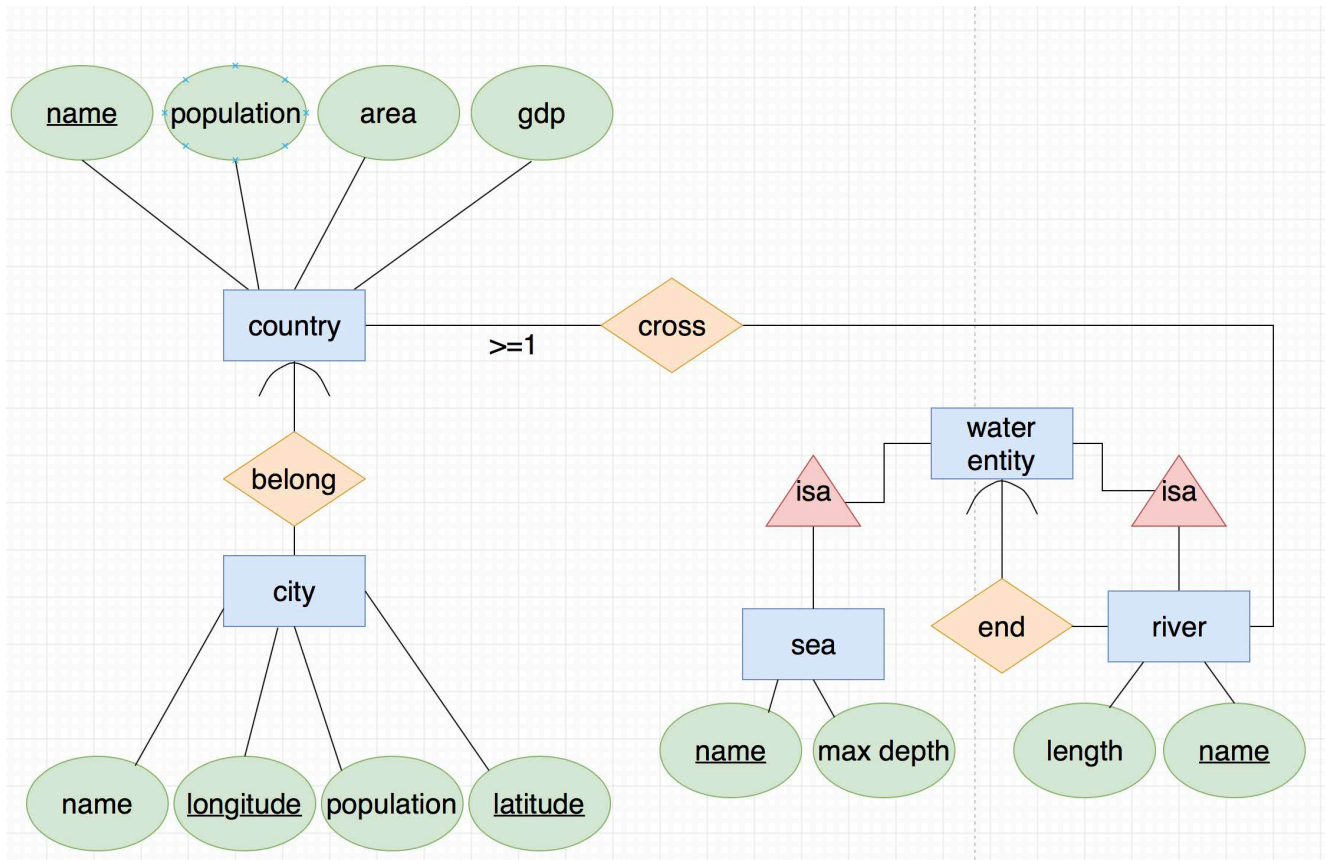 name
population
area
gdp
country
>=1
cross
water
entity
isa
isa
belong
city
sea
end
river
name
max depth
length
name
name
longitude
population
latitude